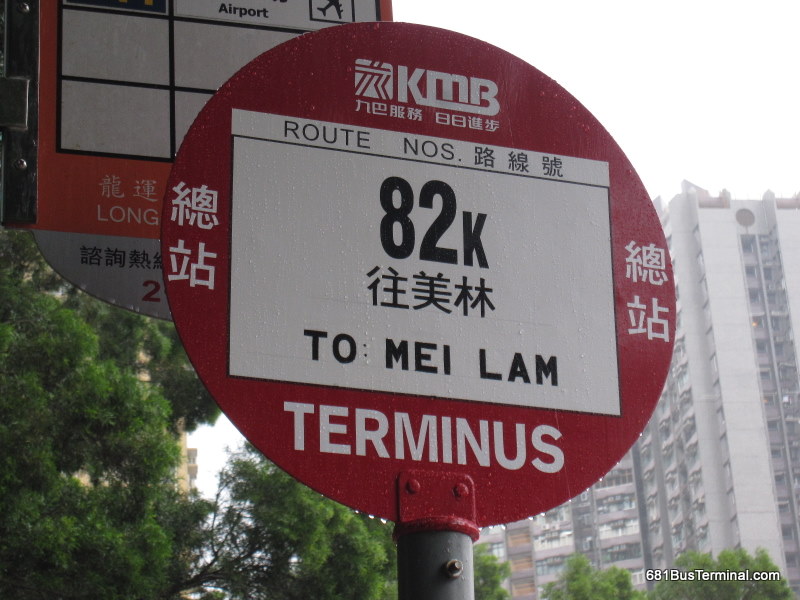 Airport
龍運
LONG
諮詢熱
2
KMB
九巴服務 日日進步
ROUTE NOS. 路線號
總站
82K
往美林
TO: MEI LAM
總站
TERMINUS
681BusTerminal.com